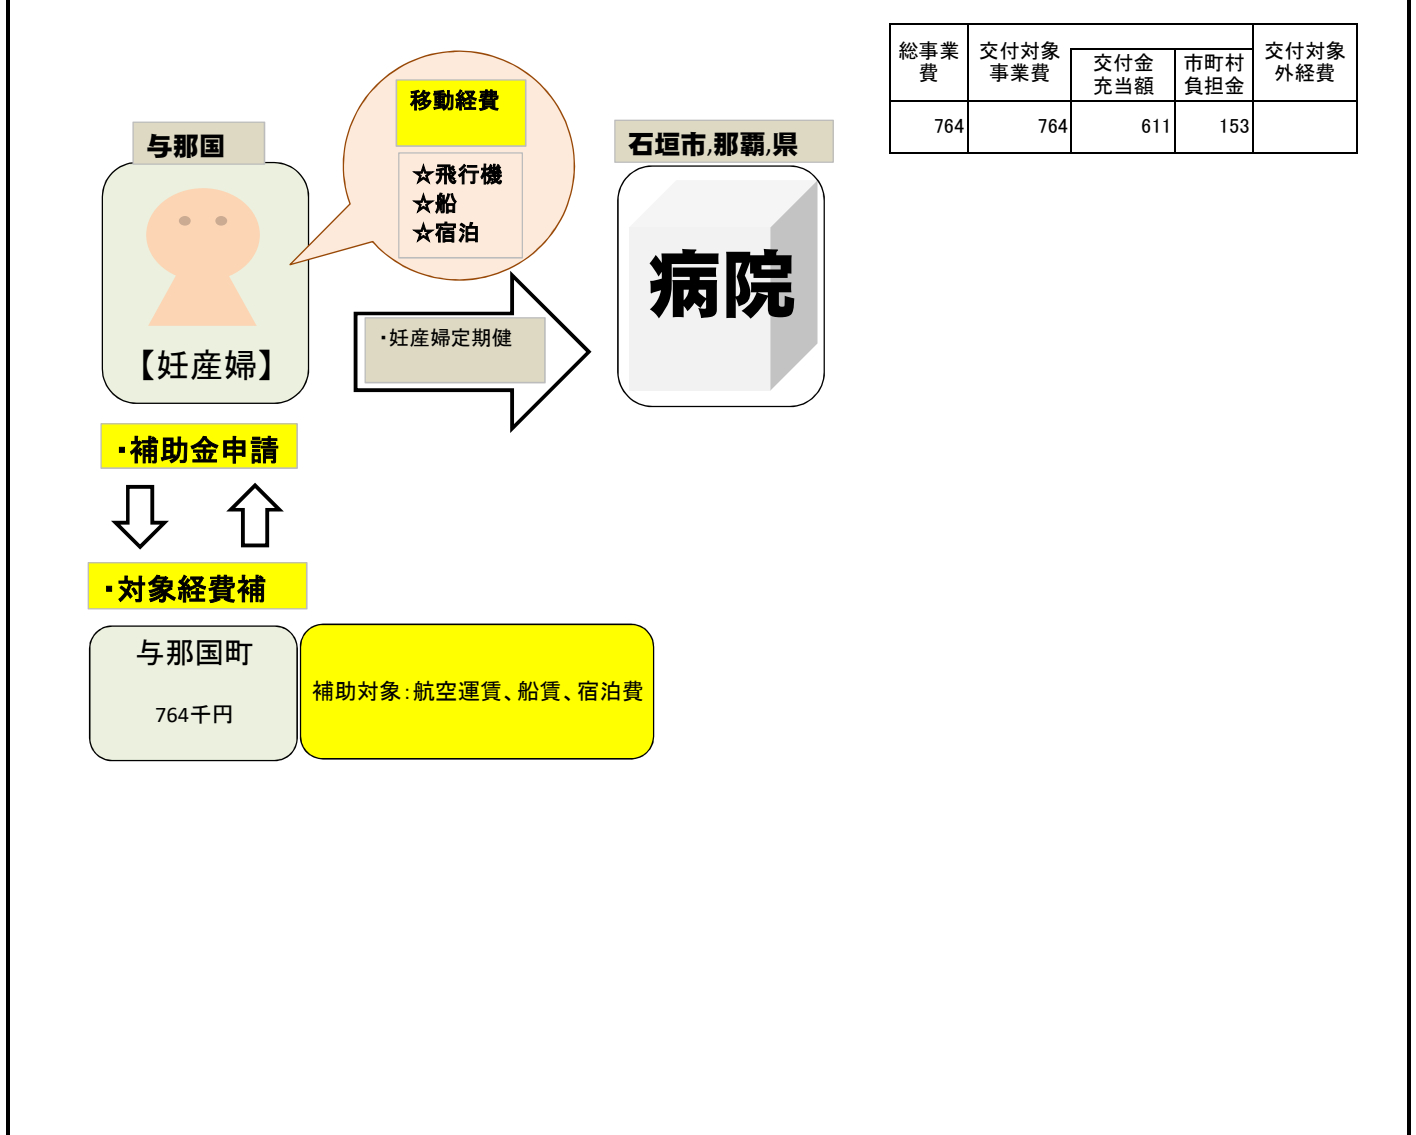 総事業
費
交付対象
事業費
交付金
充当額
市町村
負担金
交付対象
外経費
764
764
611
153
移動経費
☆飛行機
☆船
☆宿泊
与那国
【妊産婦】
・妊産婦定期健
石垣市,那覇,県
病院
・補助金申請
・対象経費補
与那国町
764千円
補助対象：航空運賃、船賃、宿泊費